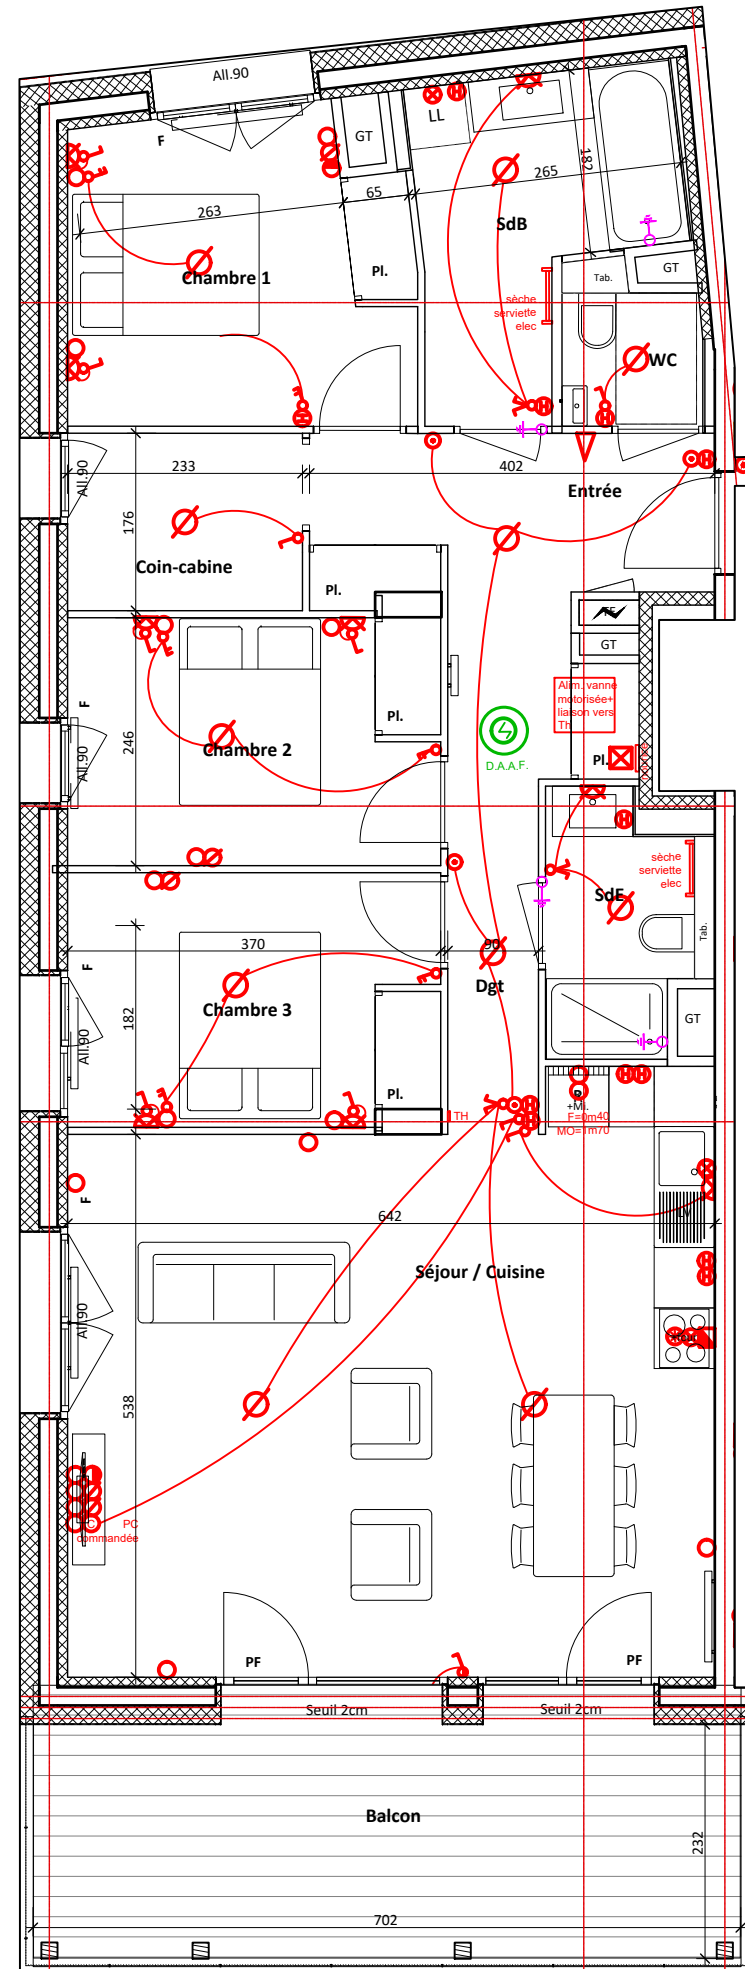 All.90
F
GT
LL
182
265
263
65
SdB
Chambre 1
Pl.
Tab.
GT
sèche
serviette
elec
WC
All.90
233
402
Entrée
176
Coin-cabine
Pl.
GT
Alim. vanne
motorisée+
liaison vers
Th
F
Pl.
246
All.90
Chambre 2
D.A.A.F.
Pl.
sèche
serviette
elec
SdE
Tab.
F
370
90
Dgt
Chambre 3
182
All.90
GT
Pl.
TH
R
+Mi.
F=0m40
MO=1m70
F
642
LV
Séjour / Cuisine
All.90
538
PC
commandée
PF
PF
Seuil 2cm
Seuil 2cm
Balcon
232
702